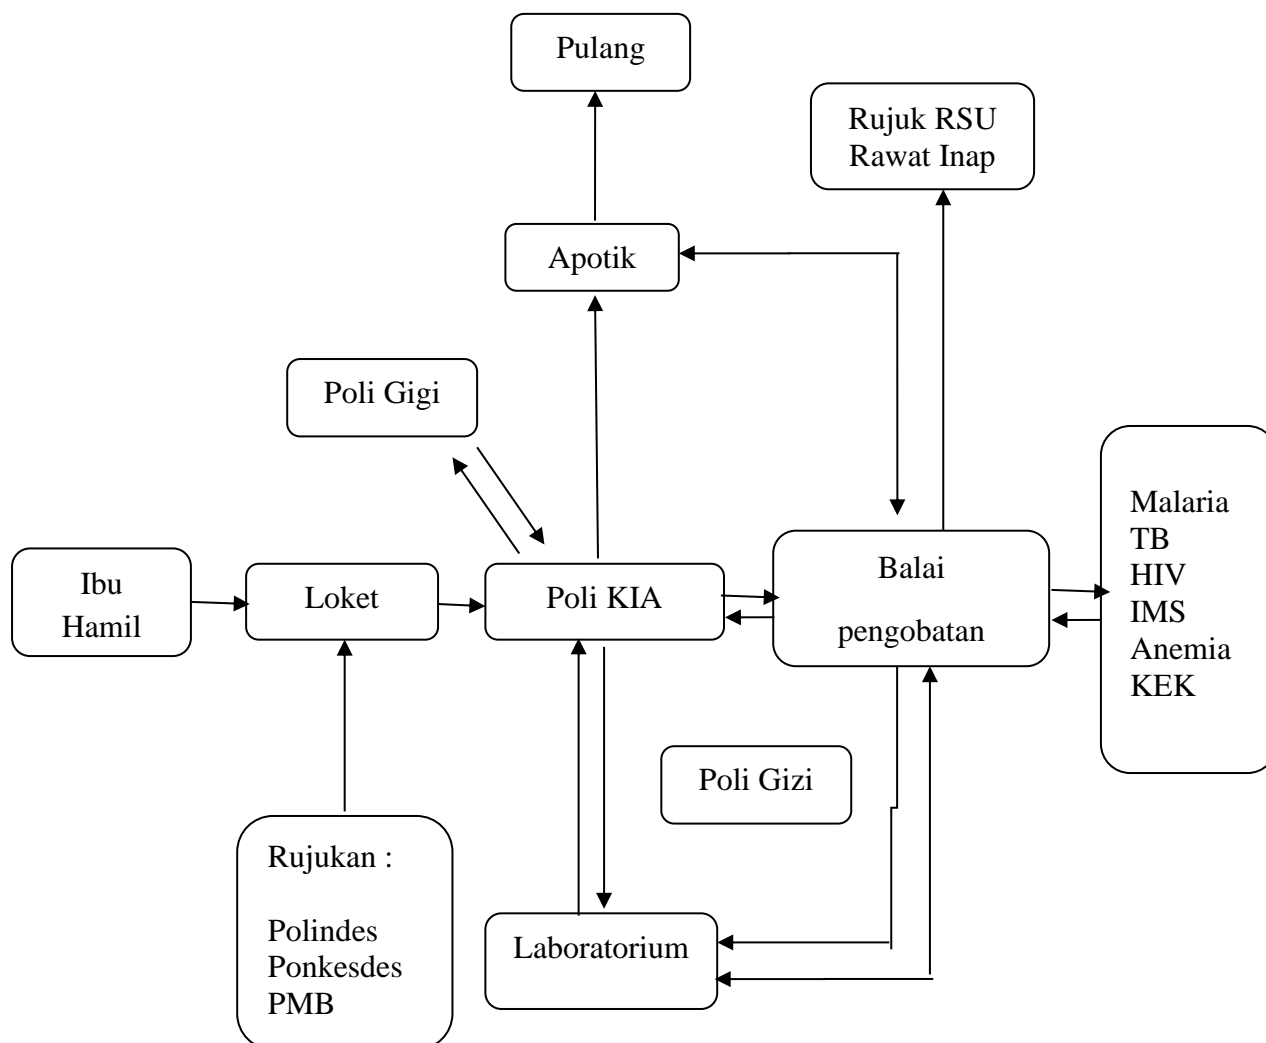 Pulang
Rujuk RSU
Rawat Inap
Apotik
Poli Gigi
Ibu
Hamil
Loket
Poli KIA
Balai
pengobatan
Malaria
TB
HIV
IMS
Anemia
KEK
Poli Gizi
Rujukan :
Polindes
Ponkesdes
PMB
Laboratorium